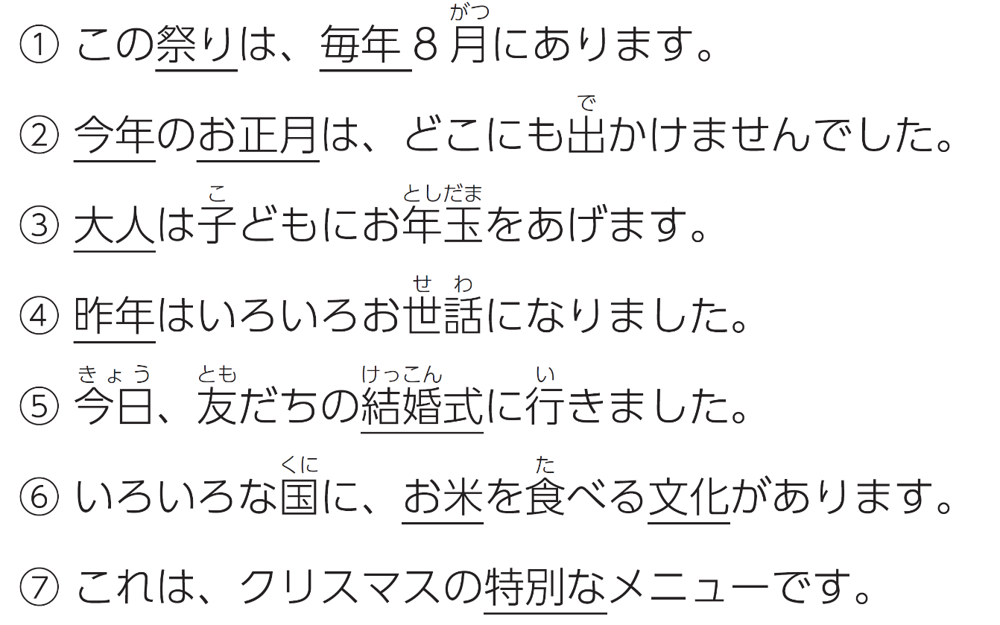 がつ
① この祭りは、毎年8月にあります。
で
② 今年のお正月は、どこにも出かけませんでした。
こ としだま
③ 大人は子どもにお年玉をあげます。
せ わ
④ 昨年はいろいろお世話になりました。
きょう とも けっこん い
⑤ 今日、友だちの結婚式に行きました。
くに た
⑥ いろいろな国に、お米を食べる文化があります。
⑦ これは、クリスマスの特別なメニューです。